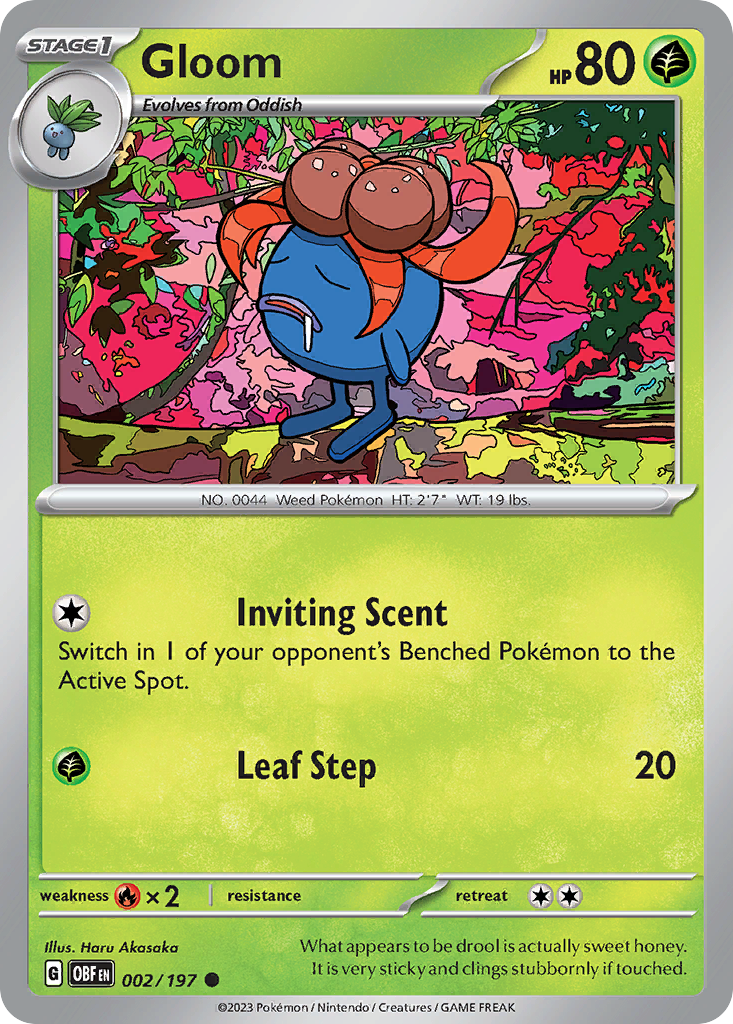 STAGE1
Gloom
HP 80
Evolves from Oddish
NO. 0044 Weed Pokémon HT: 2'7" WT: 19 lbs.
Inviting Scent
Switch in 1 of your opponent's Benched Pokémon to the
Active Spot.
Leaf Step 20
weakness ×2 resistance retreat
Illus. Haru Akasaka
What appears to be drool is actually sweet honey.
It is very sticky and clings stubbornly if touched.
G OBF EN 002/197
©2023 Pokémon / Nintendo / Creatures / GAME FREAK